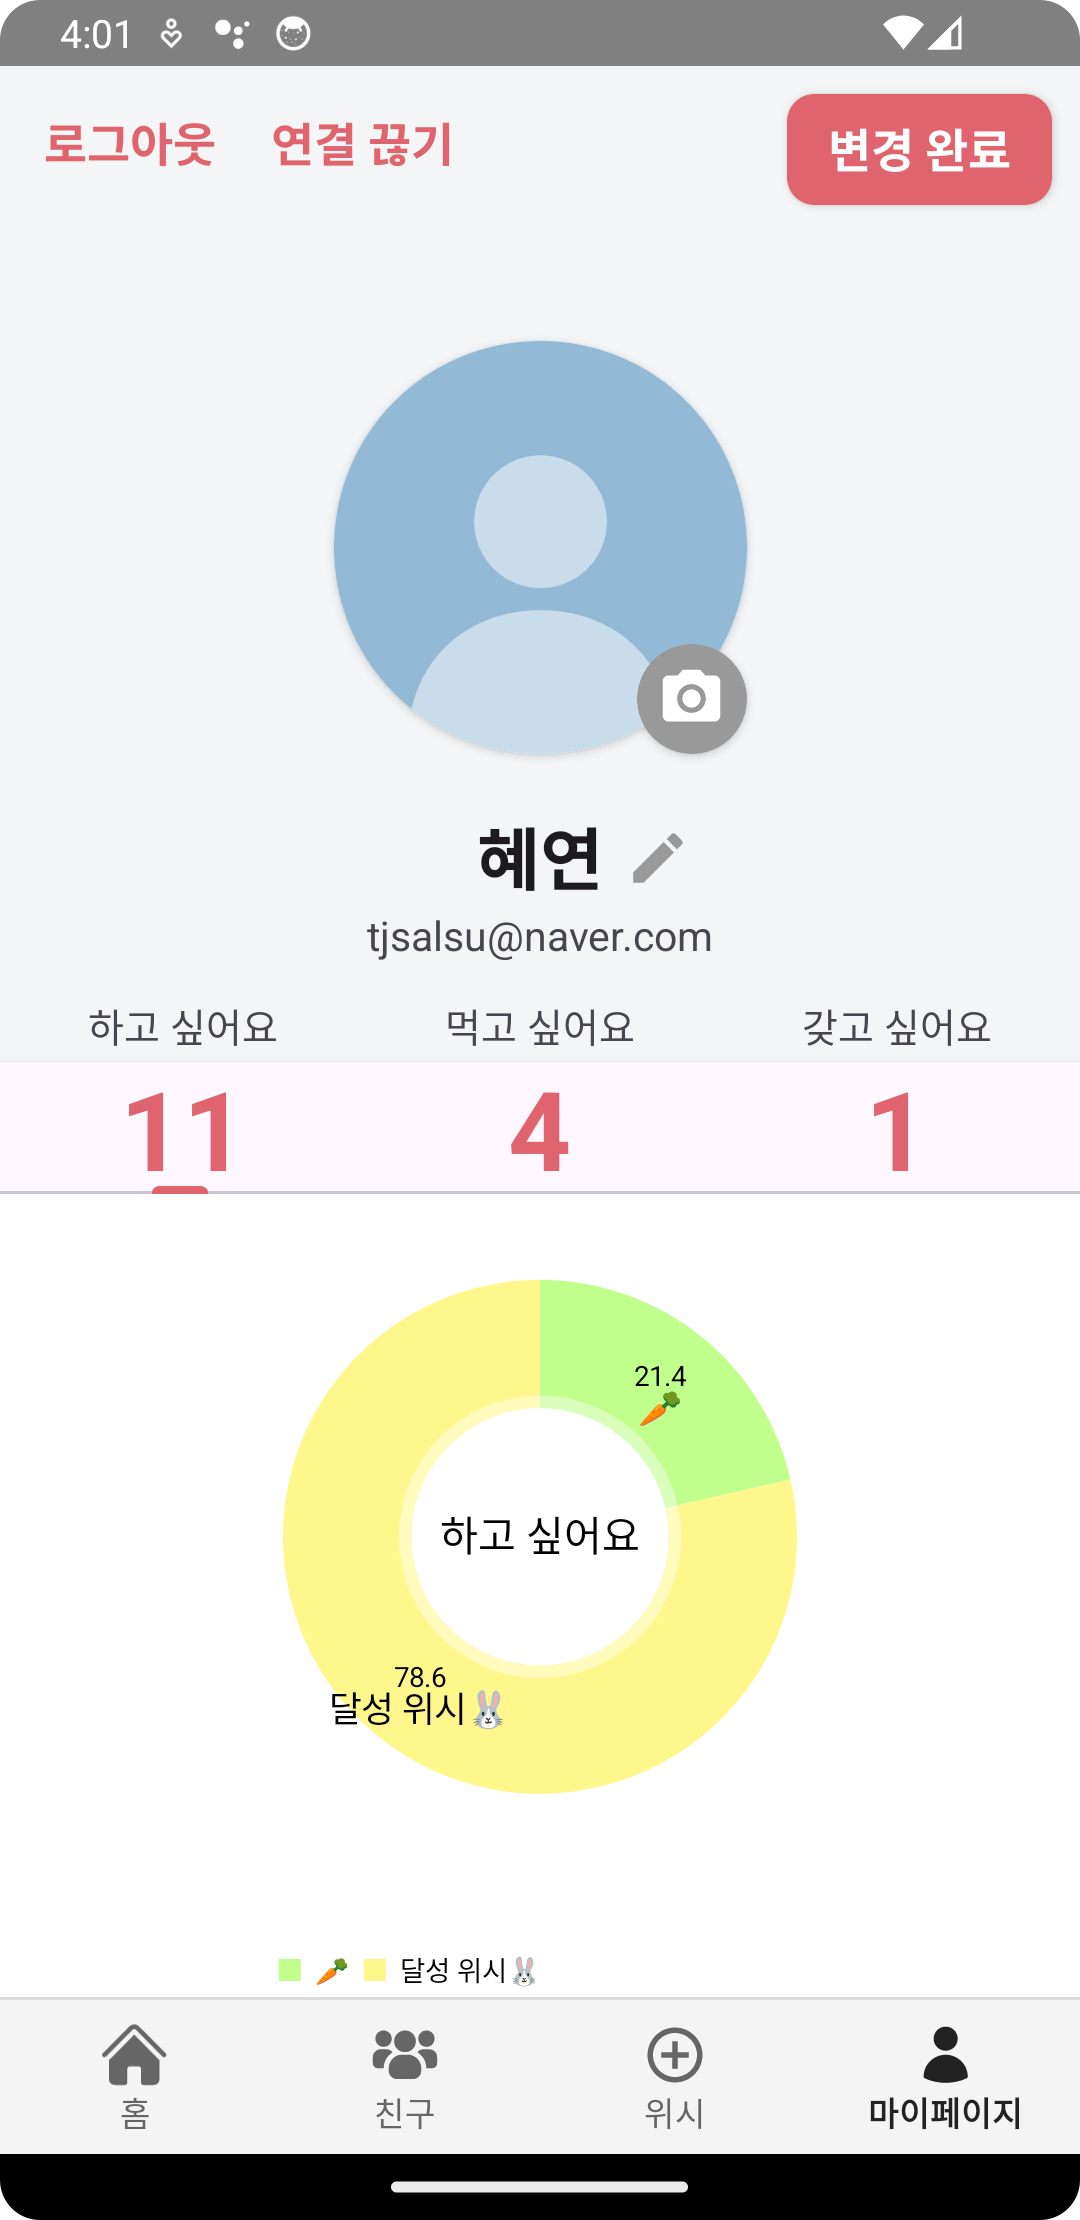 4:01
로그아웃 연결 끊기 변경 완료
혜연
tjsalsu@naver.com
하고 싶어요 먹고 싶어요 갖고 싶어요
11 4 1
21.4
🥕
하고 싶어요
78.6
달성 위시🐰
🥕 달성 위시🐰
홈 친구 위시 마이페이지